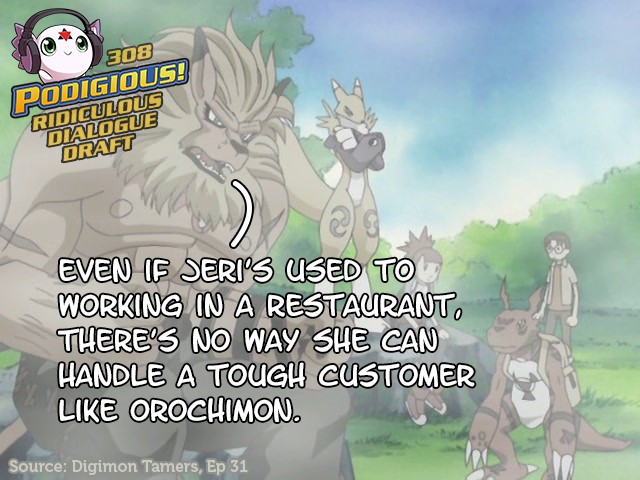 308
PODIGIOUS!
RIDICULOUS
DIALOGUE
DRAFT
EVEN IF JERI'S USED TO
WORKING IN A RESTAURANT,
THERE'S NO WAY SHE CAN
HANDLE A TOUGH CUSTOMER
LIKE OROCHIMON.
Source: Digimon Tamers, Ep 31